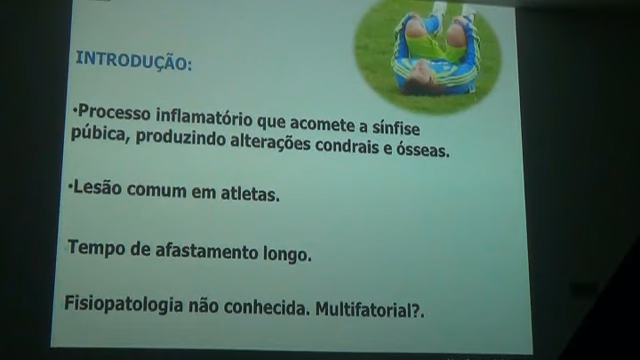 INTRODUÇÃO:
•Processo inflamatório que acomete a sínfise
púbica, produzindo alterações condrais e ósseas.
•Lesão comum em atletas.
Tempo de afastamento longo.
Fisiopatologia não conhecida. Multifatorial?.